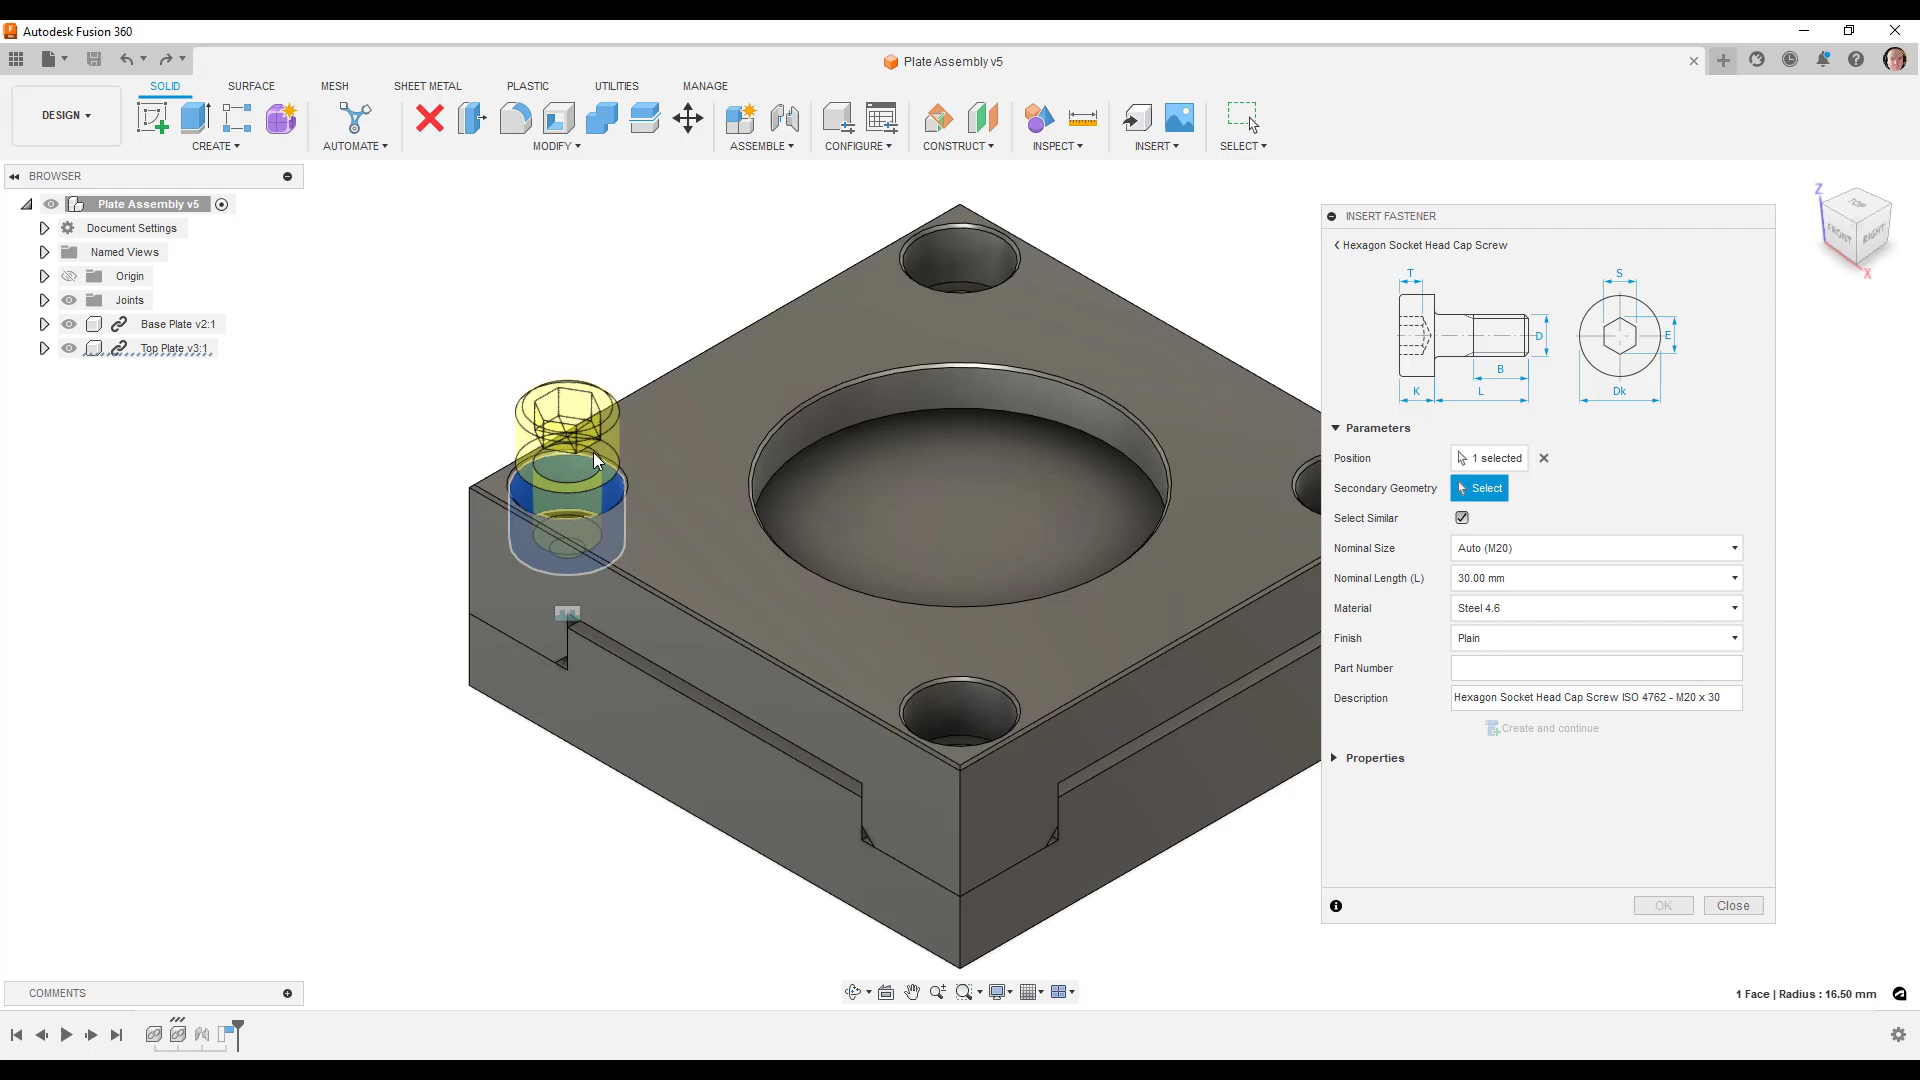 Autodesk Fusion 360
Plate Assembly v5
DESIGN
SOLID SURFACE MESH SHEET METAL PLASTIC UTILITIES MANAGE
CREATE AUTOMATE MODIFY ASSEMBLE CONFIGURE CONSTRUCT INSPECT INSERT SELECT
BROWSER
Plate Assembly v5
Document Settings
Named Views
Origin
Joints
Base Plate v2:1
Top Plate v3:1
Z
TOP
FRONT
RIGHT
X
INSERT FASTENER
Hexagon Socket Head Cap Screw
T
S
D
E
B
K
L
Dk
Parameters
Position 1 selected
Secondary Geometry Select
Select Similar
Nominal Size Auto (M20)
Nominal Length (L) 30.00 mm
Material Steel 4.6
Finish Plain
Part Number
Description Hexagon Socket Head Cap Screw ISO 4762 - M20 x 30
Create and continue
Properties
OK Close
COMMENTS
1 Face | Radius : 16.50 mm